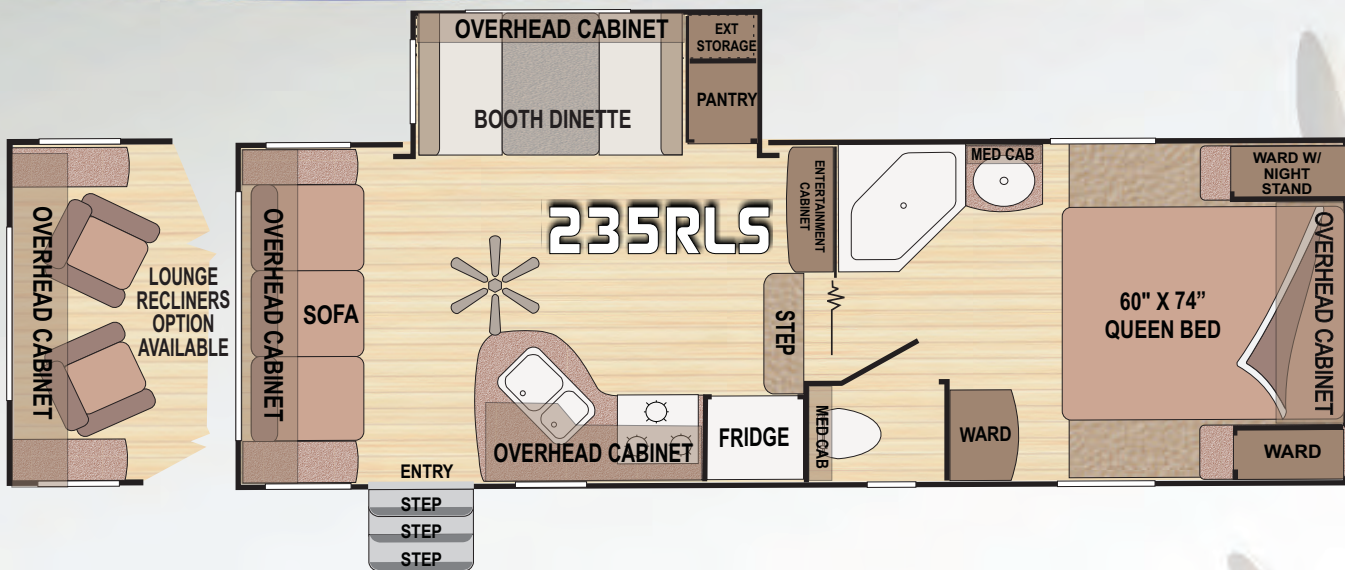 OVERHEAD CABINET
EXT
STORAGE
PANTRY
BOOTH DINETTE
OVERHEAD CABINET
LOUNGE
RECLINERS
OPTION
AVAILABLE
OVERHEAD CABINET
SOFA
235RLS
ENTERTAINMENT
CABINET
MED CAB
WARD W/
NIGHT
STAND
60" X 74”
QUEEN BED
OVERHEAD CABINET
STEP
OVERHEAD CABINET
FRIDGE
MED CAB
WARD
WARD
ENTRY
STEP
STEP
STEP